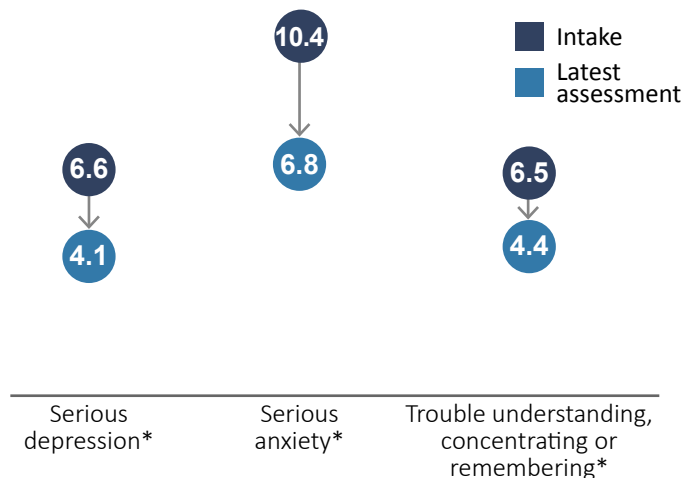 10.4
Intake
Latest
assessment
6.6
6.8
6.5
4.1
4.4
Serious
depression*
Serious
anxiety*
Trouble understanding,
concentrating or
remembering*